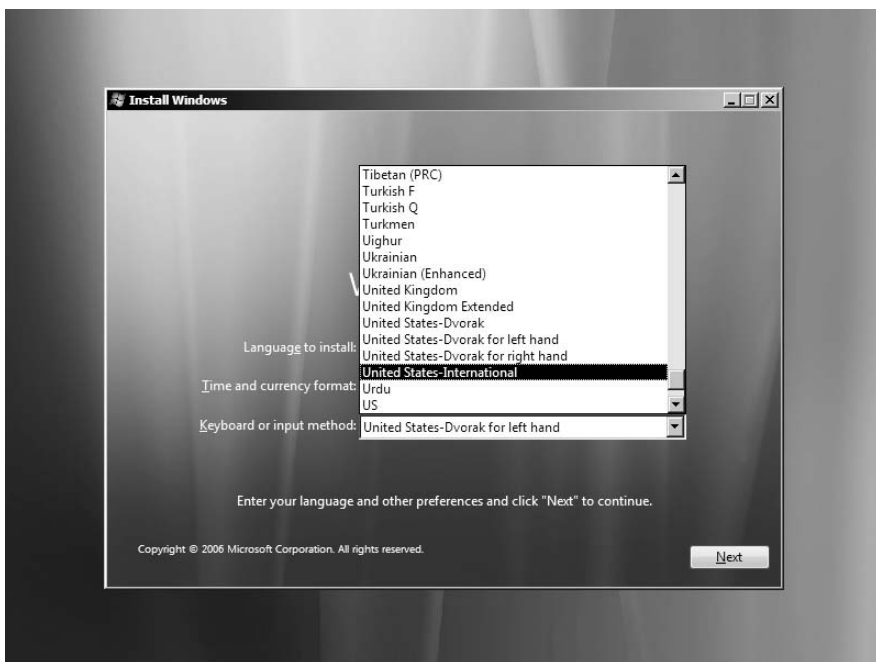 Install Windows
Tibetan (PRC)
Turkish F
Turkish Q
Turkmen
Uighur
Ukrainian
Ukrainian (Enhanced)
United Kingdom
United Kingdom Extended
United States-Dvorak
United States-Dvorak for left hand
United States-Dvorak for right hand
United States-International
Urdu
US
Language to install:
Time and currency format:
Keyboard or input method: United States-Dvorak for left hand
Enter your language and other preferences and click "Next" to continue.
Copyright © 2006 Microsoft Corporation. All rights reserved.
Next